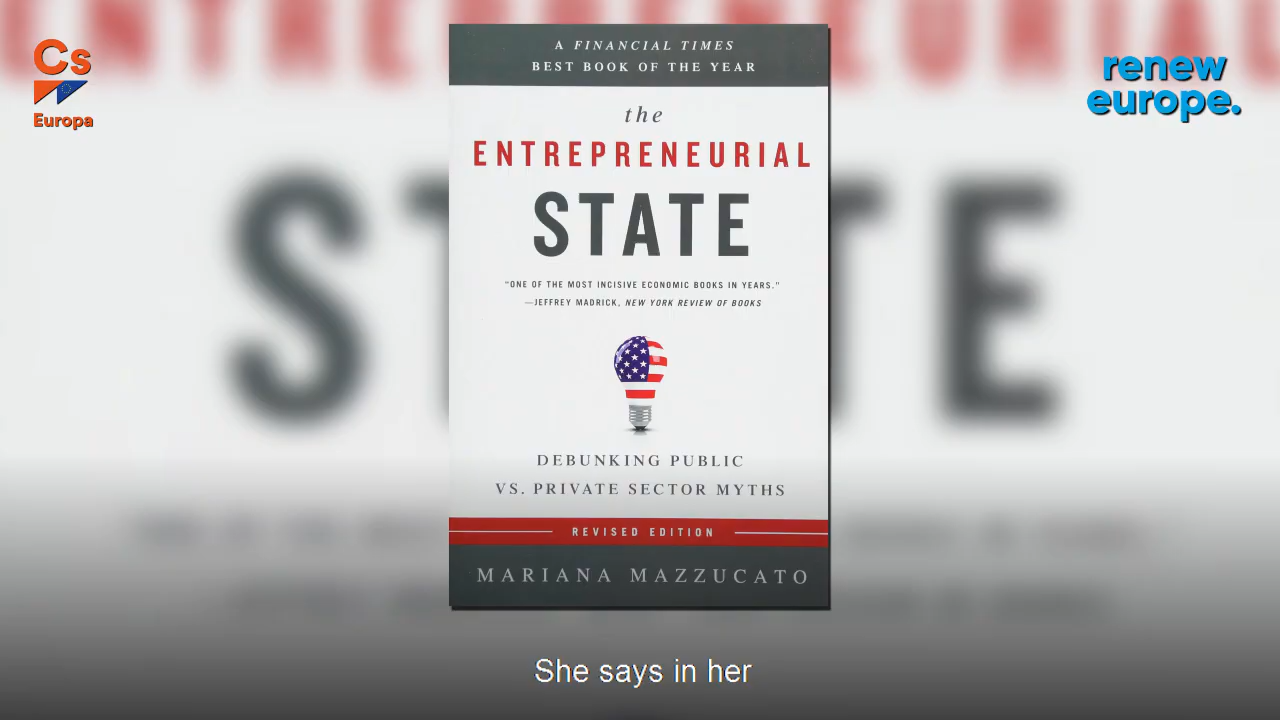 Cs
Europa
renew
europe.
A FINANCIAL TIMES
BEST BOOK OF THE YEAR
the
ENTREPRENEURIAL
STATE
"ONE OF THE MOST INCISIVE ECONOMIC BOOKS IN YEARS."
—JEFFREY MADRICK, NEW YORK REVIEW OF BOOKS
DEBUNKING PUBLIC
VS. PRIVATE SECTOR MYTHS
REVISED EDITION
MARIANA MAZZUCATO
She says in her